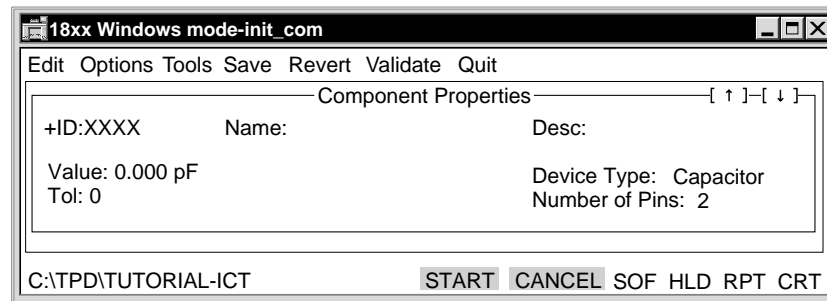 18xx Windows mode-init_com
Edit Options Tools Save Revert Validate Quit
Component Properties [ ↑ ] [ ↓ ]
+ID:XXXX Name: Desc:
Value: 0.000 pF Device Type: Capacitor
Tol: 0 Number of Pins: 2
C:\TPD\TUTORIAL-ICT START CANCEL SOF HLD RPT CRT